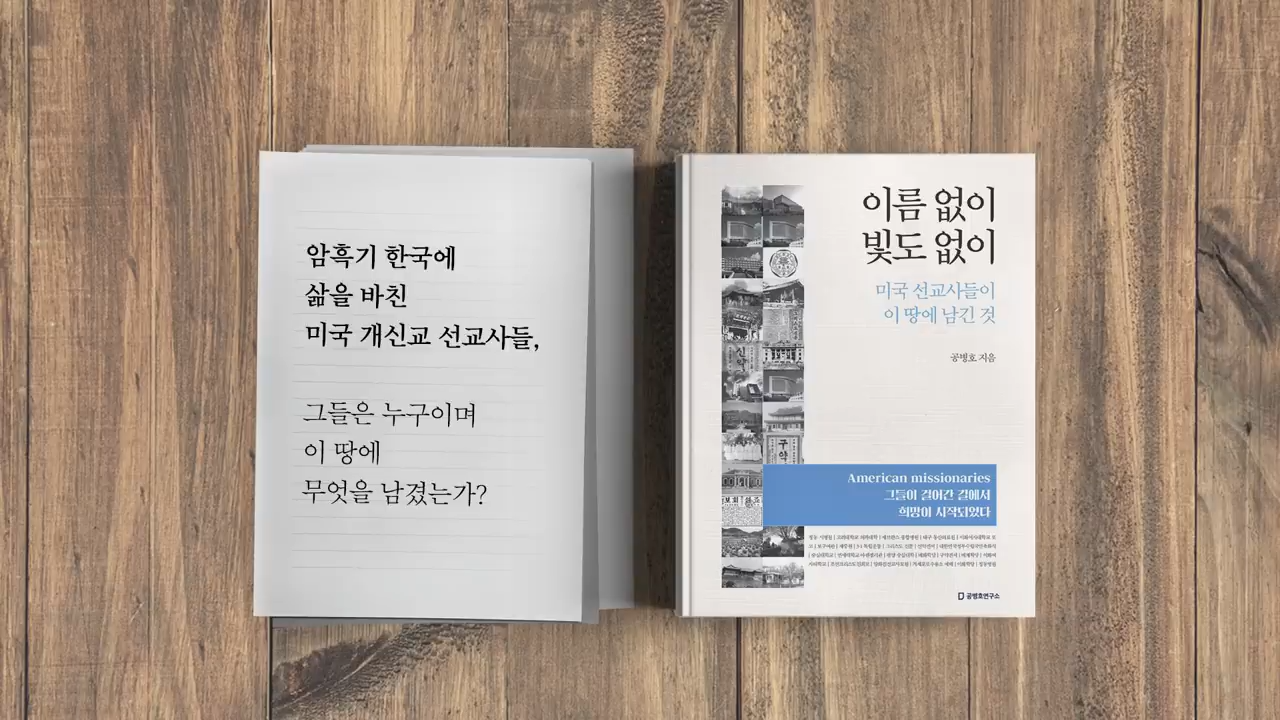 암흑기 한국에
삶을 바친
미국 개신교 선교사들,
그들은 누구이며
이 땅에
무엇을 남겼는가?
이름 없이
빛도 없이
미국 선교사들이
이 땅에 남긴 것
공병호 지음
구약
American missionaries
그들이 걸어간 길에서
희망이 시작되었다
공병호연구소